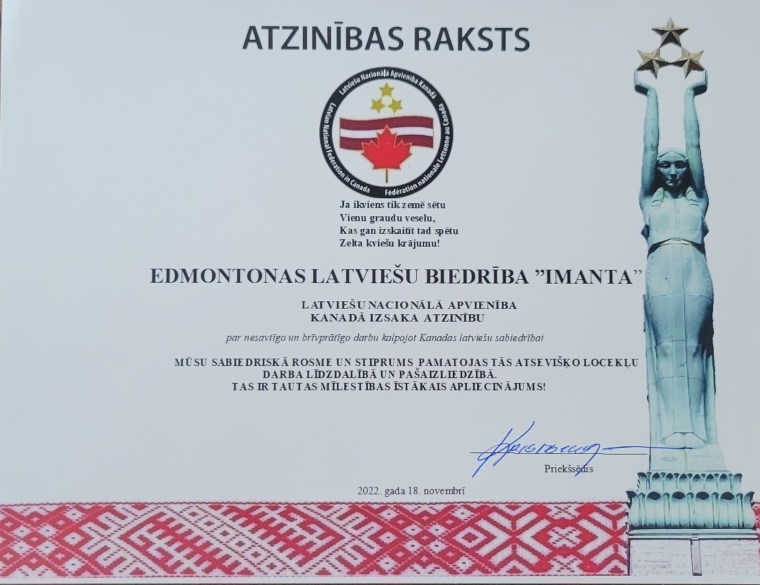 ATZINĪBAS RAKSTS
Latviešu Nacionālā Apvienība Kanadā
Latvian National Federation in Canada
Fédération nationale Lettonne au Canada
Ja ikviens tik zemē sētu
Vienu graudu veselu,
Kas gan izskaitīt tad spētu
Zelta kviešu krājumu!
EDMONTONAS LATVIEŠU BIEDRĪBA ”IMANTA”
LATVIEŠU NACIONĀLĀ APVIENĪBA
KANADĀ IZSAKA ATZINĪBU
par nesavtīgo un brīvprātīgo darbu kalpojot Kanadas latviešu sabiedrībai
MŪSU SABIEDRISKĀ ROSME UN STIPRUMS PAMATOJAS TĀS ATSEVIŠĶO LOCEKĻU
DARBA LĪDZDALĪBĀ UN PAŠAIZLIEDZĪBĀ.
TAS IR TAUTAS MĪLESTĪBAS ĪSTĀKAIS APLIECINĀJUMS!
Priekšsēdis
2022. gada 18. novembrī